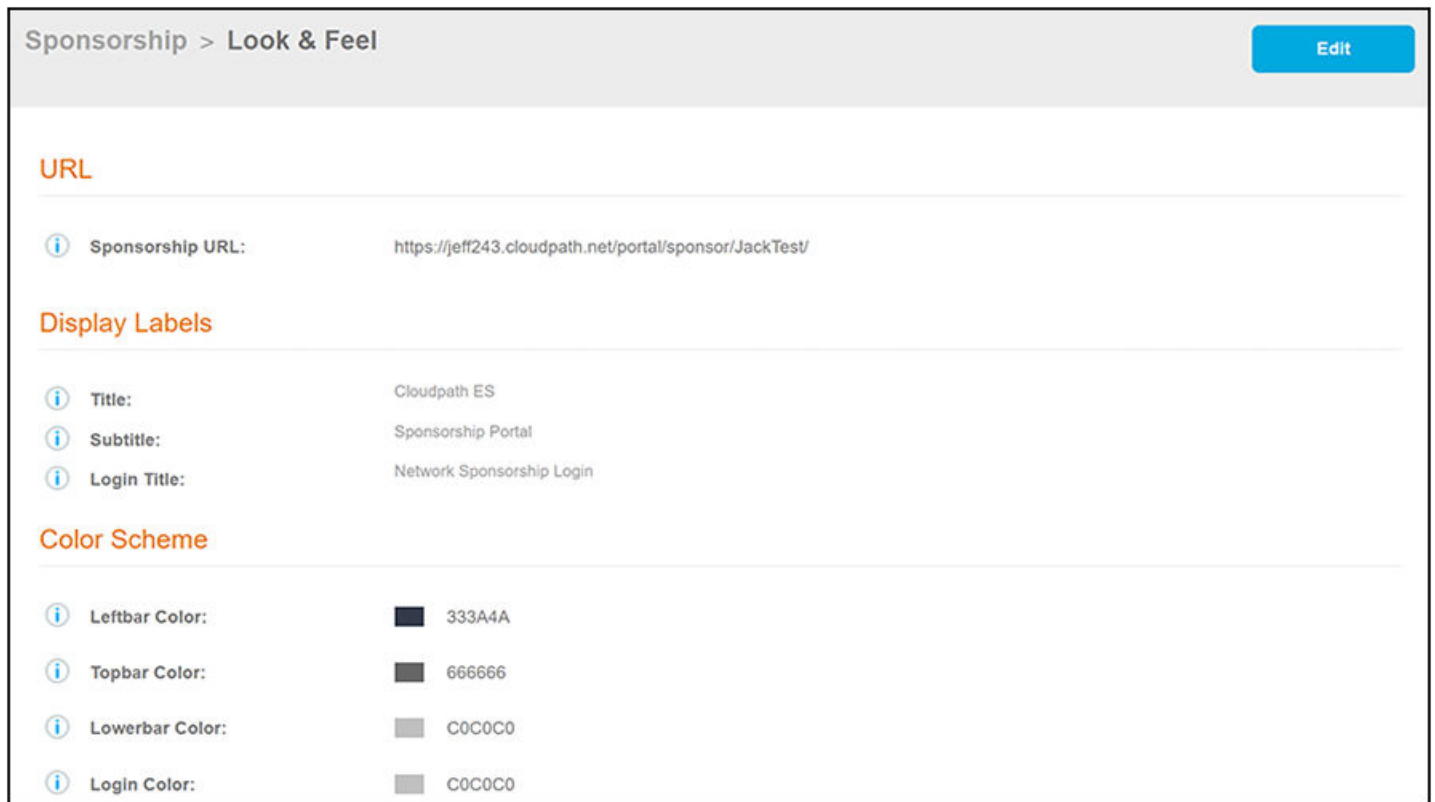 Sponsorship > Look & Feel
Edit
URL
Sponsorship URL: https://jeff243.cloudpath.net/portal/sponsor/JackTest/
Display Labels
Title: Cloudpath ES
Subtitle: Sponsorship Portal
Login Title: Network Sponsorship Login
Color Scheme
Leftbar Color: 333A4A
Topbar Color: 666666
Lowerbar Color: C0C0C0
Login Color: C0C0C0